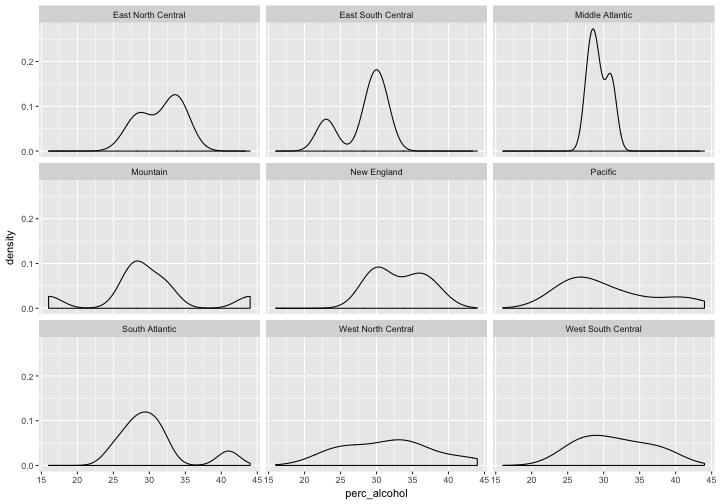 East North Central
East South Central
Middle Atlantic
0.2
0.1
0.0
Mountain
New England
Pacific
density
0.2
0.1
0.0
South Atlantic
West North Central
West South Central
0.2
0.1
0.0
15 20 25 30 35 40 45
15 20 25 30 35 40 45
15 20 25 30 35 40 45
perc_alcohol